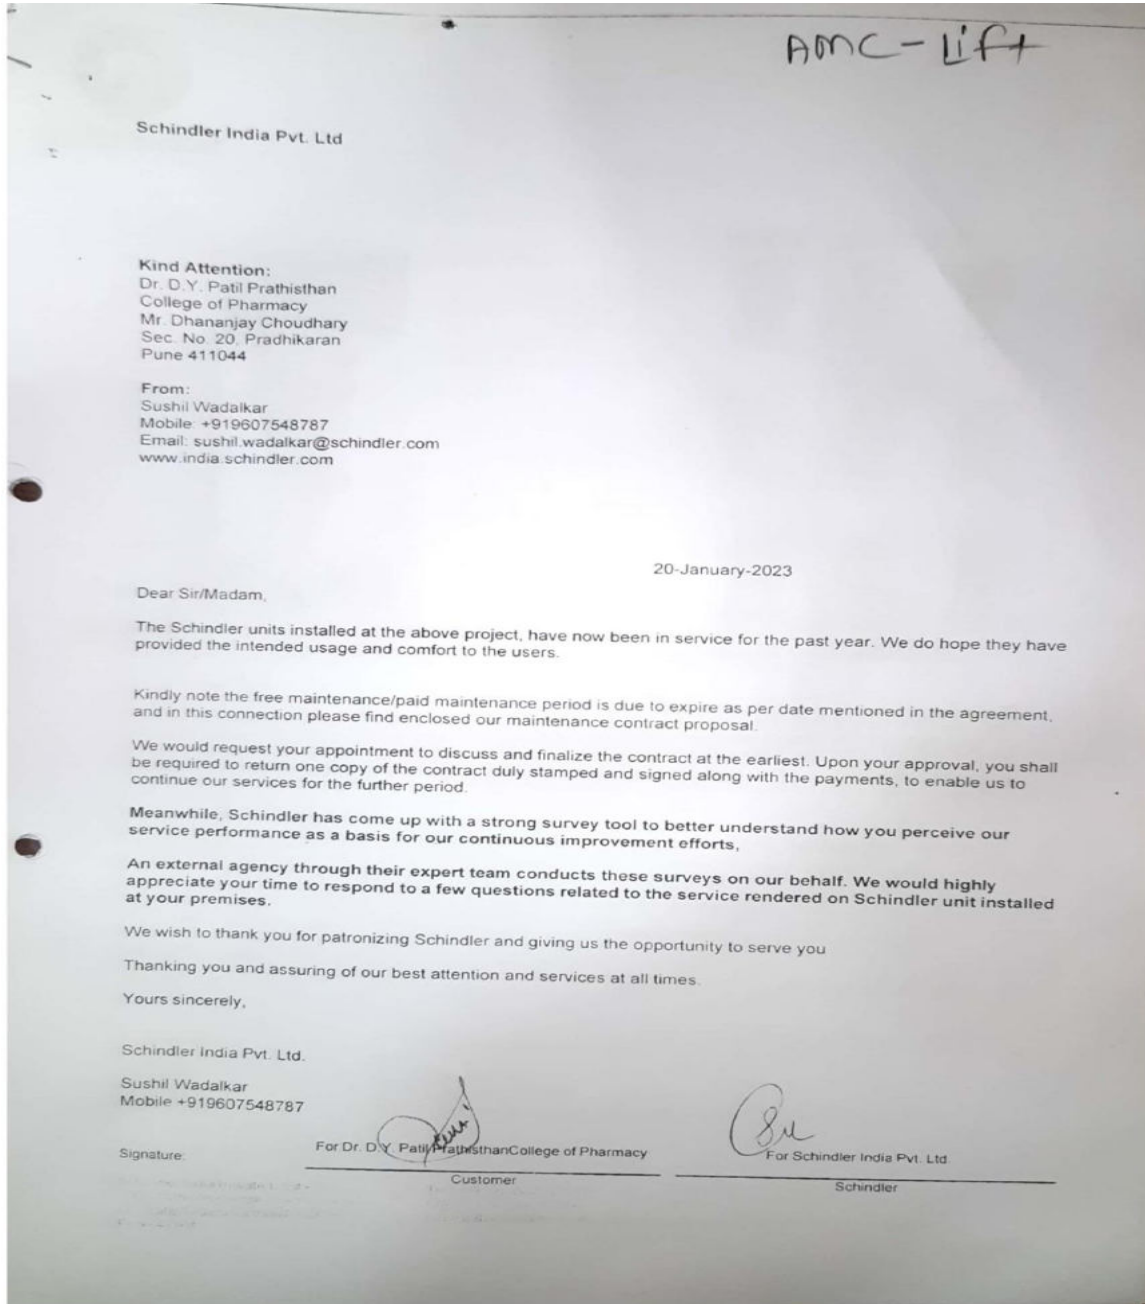 AMC - Lift
Schindler India Pvt. Ltd
Kind Attention:
Dr. D.Y. Patil Prathisthan
College of Pharmacy
Mr. Dhananjay Choudhary
Sec. No. 20, Pradhikaran
Pune 411044
From:
Sushil Wadalkar
Mobile: +919607548787
Email: sushil.wadalkar@schindler.com
www.india.schindler.com
20-January-2023
Dear Sir/Madam,
The Schindler units installed at the above project, have now been in service for the past year. We do hope they have
provided the intended usage and comfort to the users.
Kindly note the free maintenance/paid maintenance period is due to expire as per date mentioned in the agreement,
and in this connection please find enclosed our maintenance contract proposal.
We would request your appointment to discuss and finalize the contract at the earliest. Upon your approval, you shall
be required to return one copy of the contract duly stamped and signed along with the payments, to enable us to
continue our services for the further period.
Meanwhile, Schindler has come up with a strong survey tool to better understand how you perceive our
service performance as a basis for our continuous improvement efforts,
An external agency through their expert team conducts these surveys on our behalf. We would highly
appreciate your time to respond to a few questions related to the service rendered on Schindler unit installed
at your premises.
We wish to thank you for patronizing Schindler and giving us the opportunity to serve you
Thanking you and assuring of our best attention and services at all times.
Yours sincerely,
Schindler India Pvt. Ltd.
Sushil Wadalkar
Mobile +919607548787
Signature: For Dr. D.Y. Patil PrathisthanCollege of Pharmacy For Schindler India Pvt. Ltd
Customer Schindler